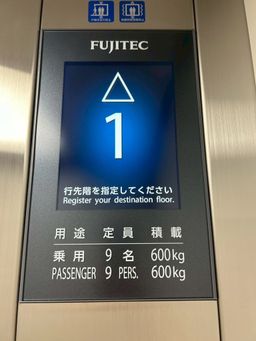 FUJITEC
1
行先階を指定してください
Register your destination floor.
用途 定員 積載
乗用 9名 600kg
PASSENGER 9 PERS. 600kg